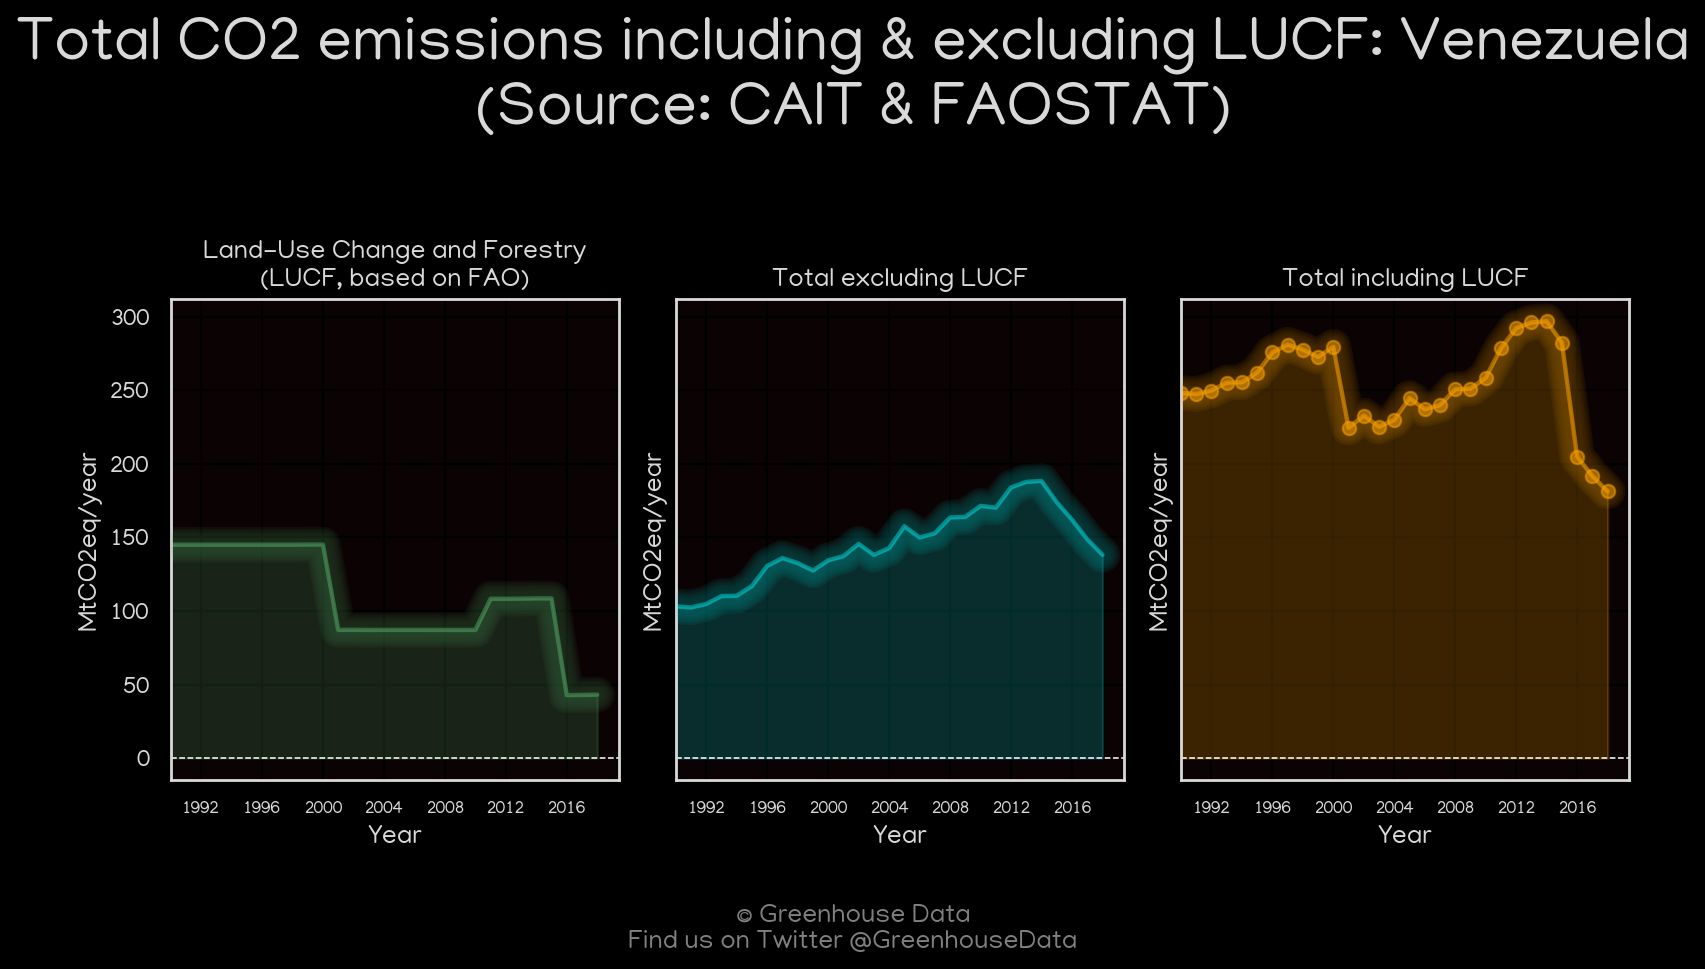 Total CO2 emissions including & excluding LUCF: Venezuela
(Source: CAIT & FAOSTAT)
Land-Use Change and Forestry
(LUCF, based on FAO)
Total excluding LUCF
Total including LUCF
MtCO2eq/year
300
250
200
150
100
50
0
1992 1996 2000 2004 2008 2012 2016
Year
MtCO2eq/year
1992 1996 2000 2004 2008 2012 2016
Year
MtCO2eq/year
1992 1996 2000 2004 2008 2012 2016
Year
© Greenhouse Data
Find us on Twitter @GreenhouseData